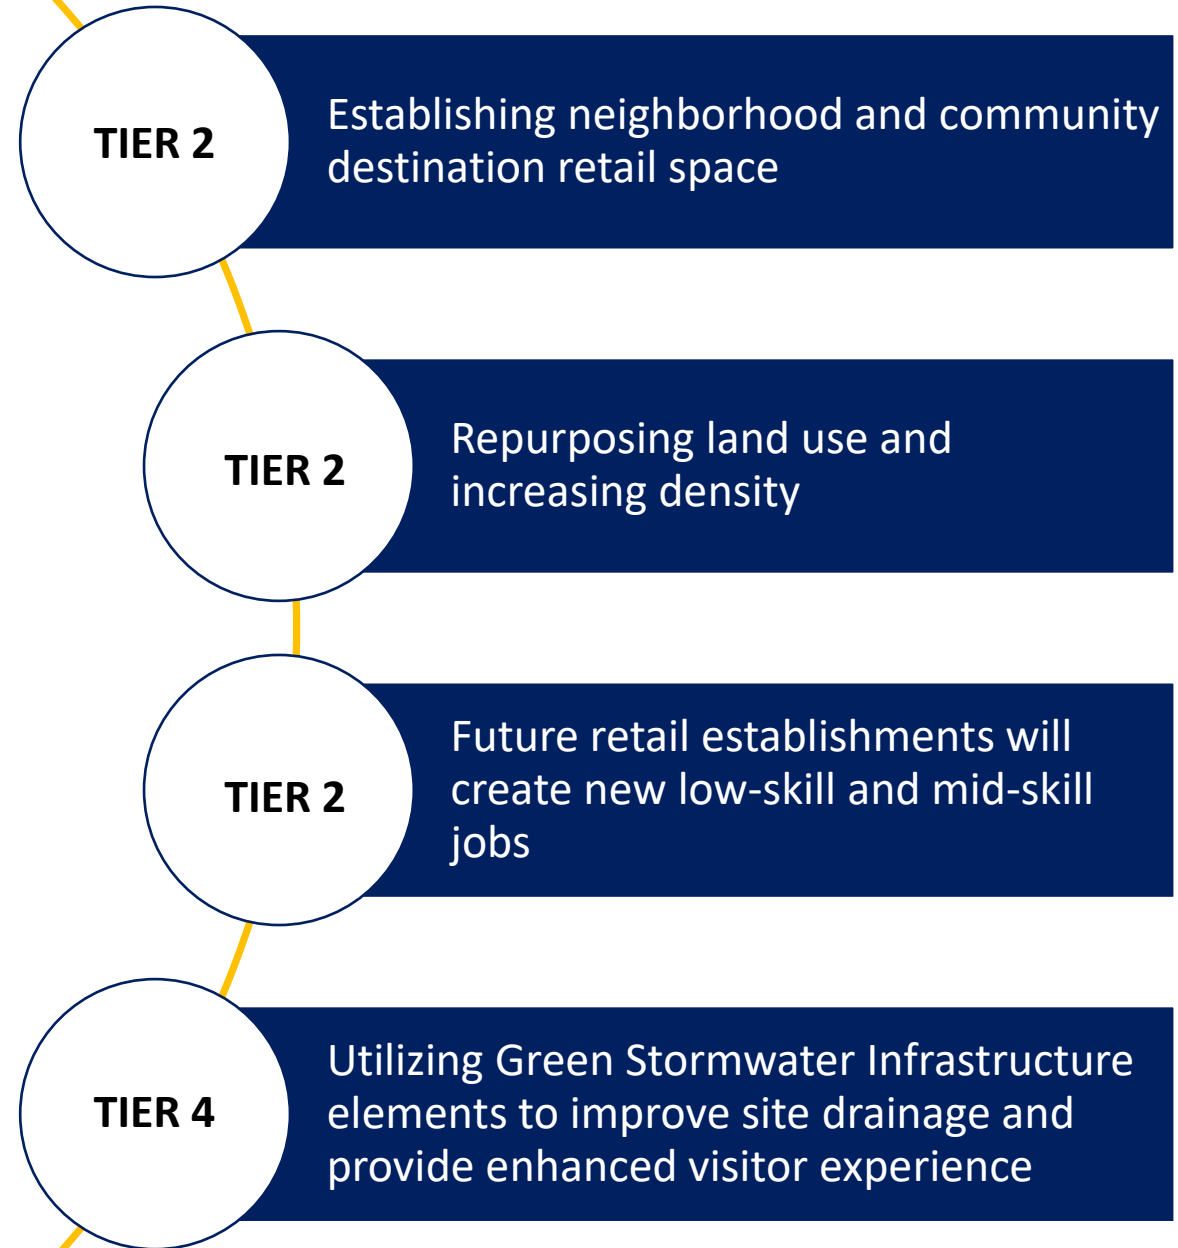 TIER 2
Establishing neighborhood and community
destination retail space
TIER 2
Repurposing land use and
increasing density
TIER 2
Future retail establishments will
create new low-skill and mid-skill
jobs
TIER 4
Utilizing Green Stormwater Infrastructure
elements to improve site drainage and
provide enhanced visitor experience